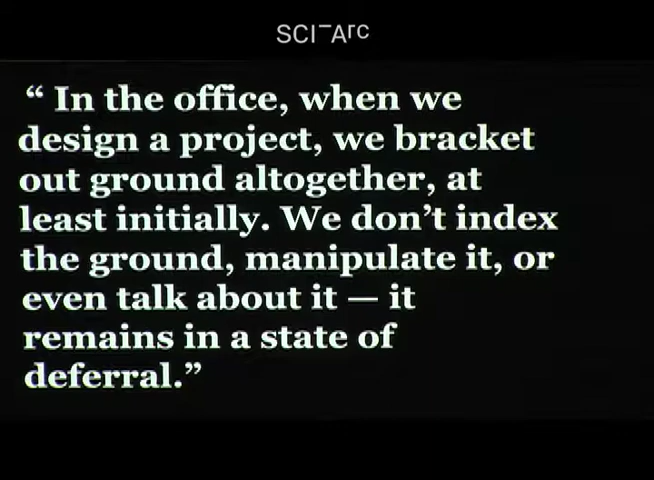 SCI-Arc
“ In the office, when we
design a project, we bracket
out ground altogether, at
least initially. We don’t index
the ground, manipulate it, or
even talk about it — it
remains in a state of
deferral.”